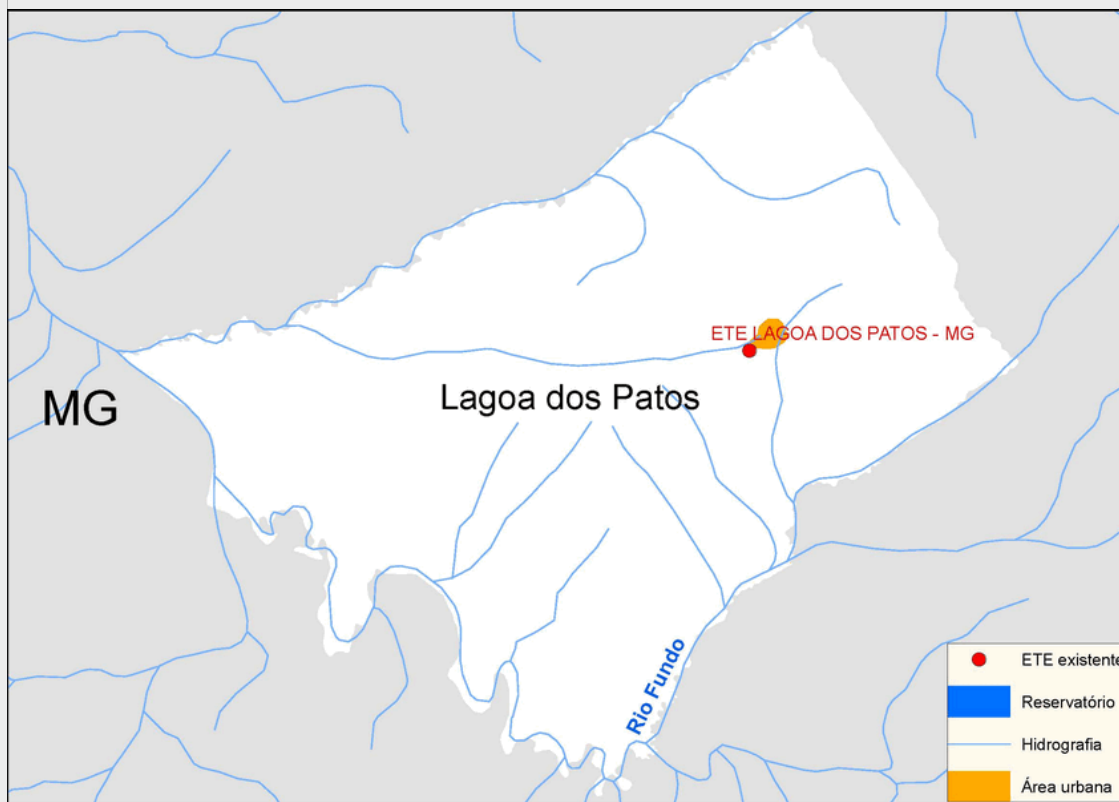 ETE LAGOA DOS PATOS - MG
MG
Lagoa dos Patos
Rio Fundo
ETE existente
Reservatório
Hidrografia
Área urbana